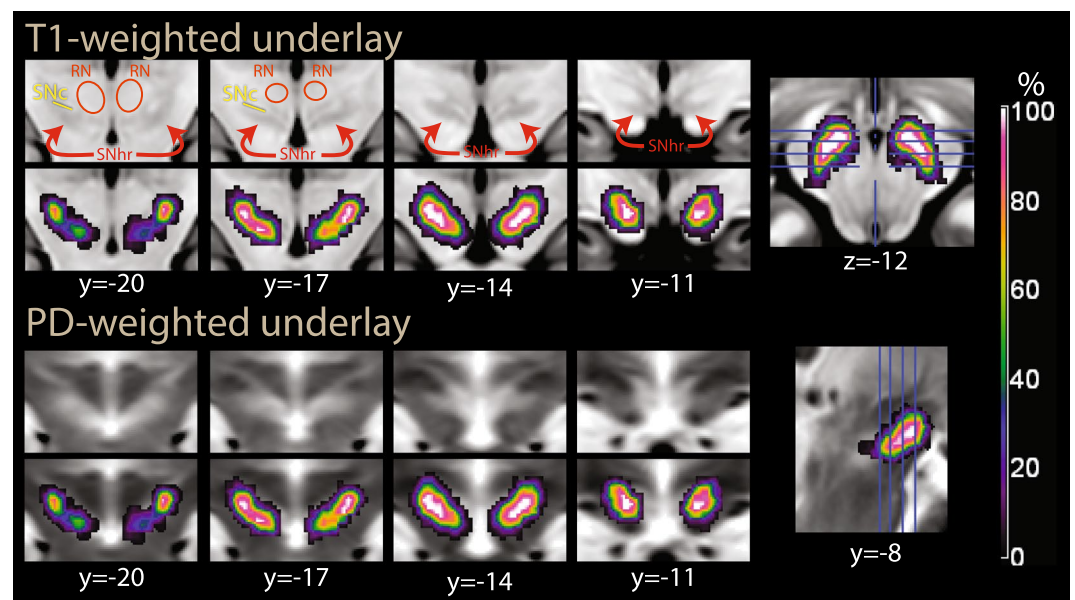 T1-weighted underlay
RN RN
SNc
SNhr
RN RN
SNc
SNhr
SNhr
SNhr
y=-20
y=-17
y=-14
y=-11
z=-12
%
100
80
60
40
20
0
PD-weighted underlay
y=-20
y=-17
y=-14
y=-11
y=-8